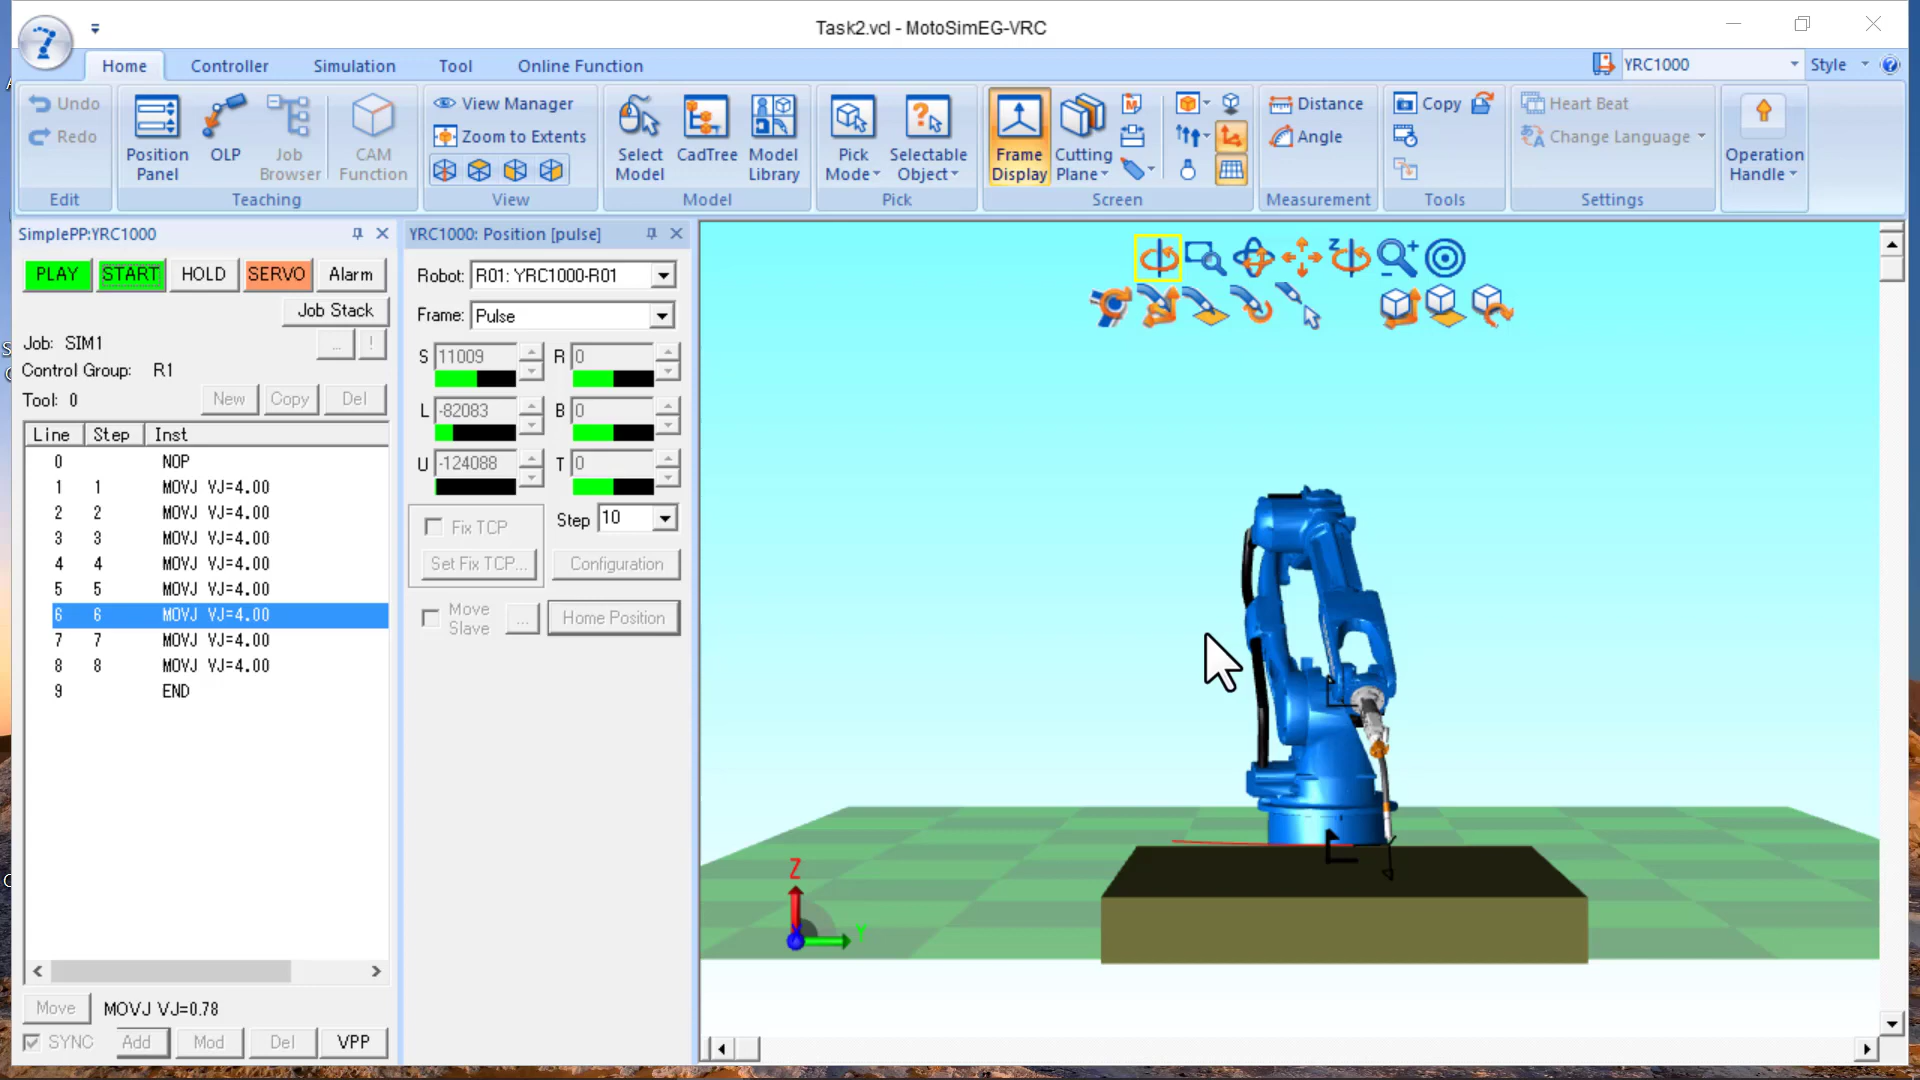 Task2.vcl - MotoSimEG-VRC
Home
Controller
Simulation
Tool
Online Function
YRC1000
Style
Undo
Redo
Edit
Position Panel
OLP
Job Browser
CAM Function
Teaching
View Manager
Zoom to Extents
View
Select Model
CadTree
Model Library
Model
Pick Mode
Selectable Object
Pick
Frame Display
Cutting Plane
Screen
Distance
Angle
Measurement
Copy
Tools
Heart Beat
Change Language
Settings
Operation Handle
SimplePP:YRC1000
PLAY START HOLD SERVO Alarm
Job Stack
Job: SIM1
... !
Control Group: R1
Tool: 0
New Copy Del
Line Step Inst
0 NOP
1 1 MOVJ VJ=4.00
2 2 MOVJ VJ=4.00
3 3 MOVJ VJ=4.00
4 4 MOVJ VJ=4.00
5 5 MOVJ VJ=4.00
6 6 MOVJ VJ=4.00
7 7 MOVJ VJ=4.00
8 8 MOVJ VJ=4.00
9 END
Move MOVJ VJ=0.78
SYNC Add Mod Del VPP
YRC1000: Position [pulse]
Robot: R01: YRC1000-R01
Frame: Pulse
S 11009 R 0
L -82083 B 0
U -124088 T 0
Fix TCP
Step 10
Set Fix TCP...
Configuration
Move Slave
...
Home Position
Z
Z
Y